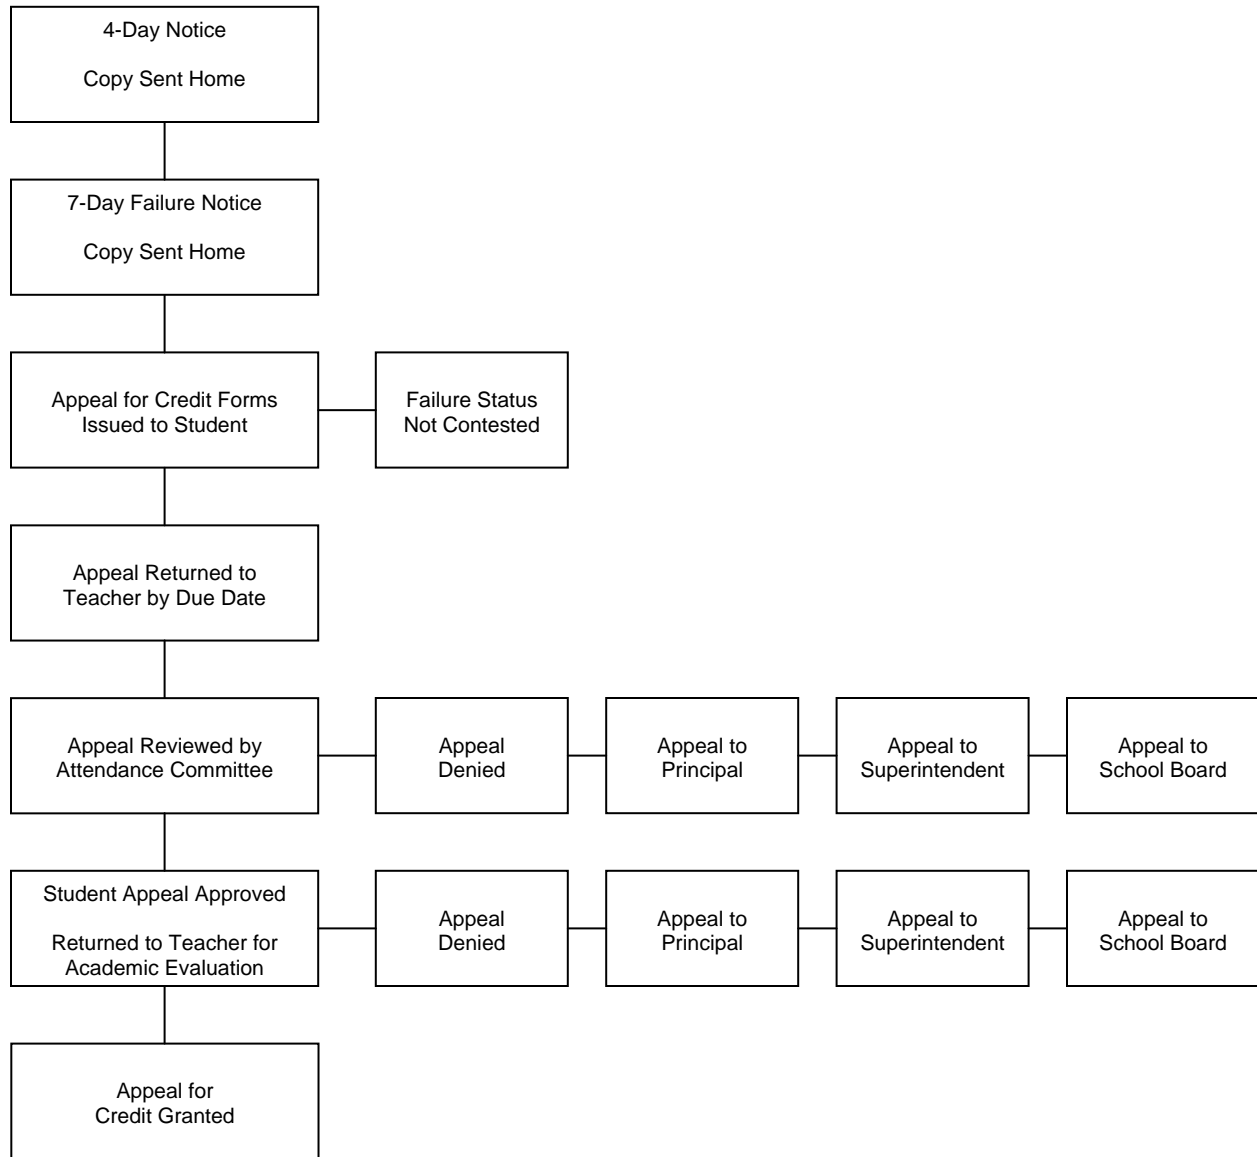 4-Day Notice
Copy Sent Home
7-Day Failure Notice
Copy Sent Home
Appeal for Credit Forms
Issued to Student
Failure Status
Not Contested
Appeal Returned to
Teacher by Due Date
Appeal Reviewed by
Attendance Committee
Appeal
Denied
Appeal to
Principal
Appeal to
Superintendent
Appeal to
School Board
Student Appeal Approved
Returned to Teacher for
Academic Evaluation
Appeal
Denied
Appeal to
Principal
Appeal to
Superintendent
Appeal to
School Board
Appeal for
Credit Granted